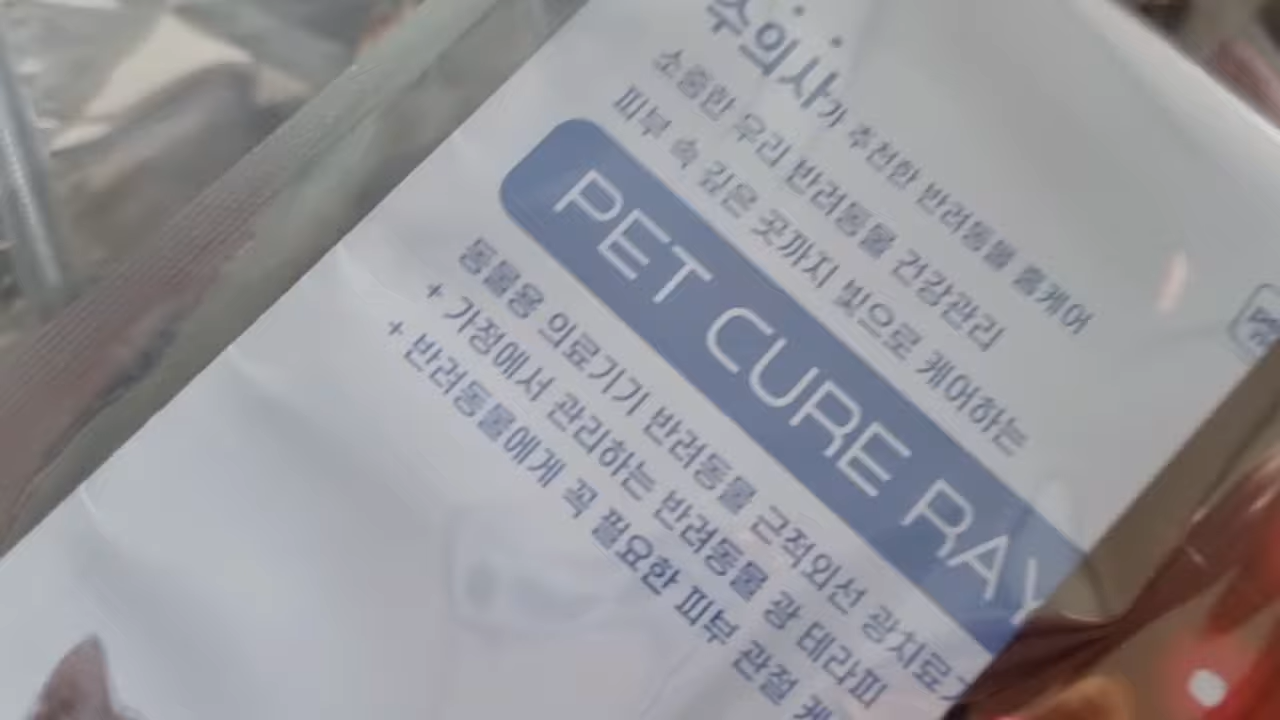 수의사가 추천한 반려동물 홈케어
소중한 우리 반려동물 건강관리
피부 속 깊은 곳까지 빛으로 케어하는
PET CURE RAY
동물용 의료기기 반려동물 근적외선 광치료기
+ 가정에서 관리하는 반려동물 광 테라피
+ 반려동물에게 꼭 필요한 피부 관절 케